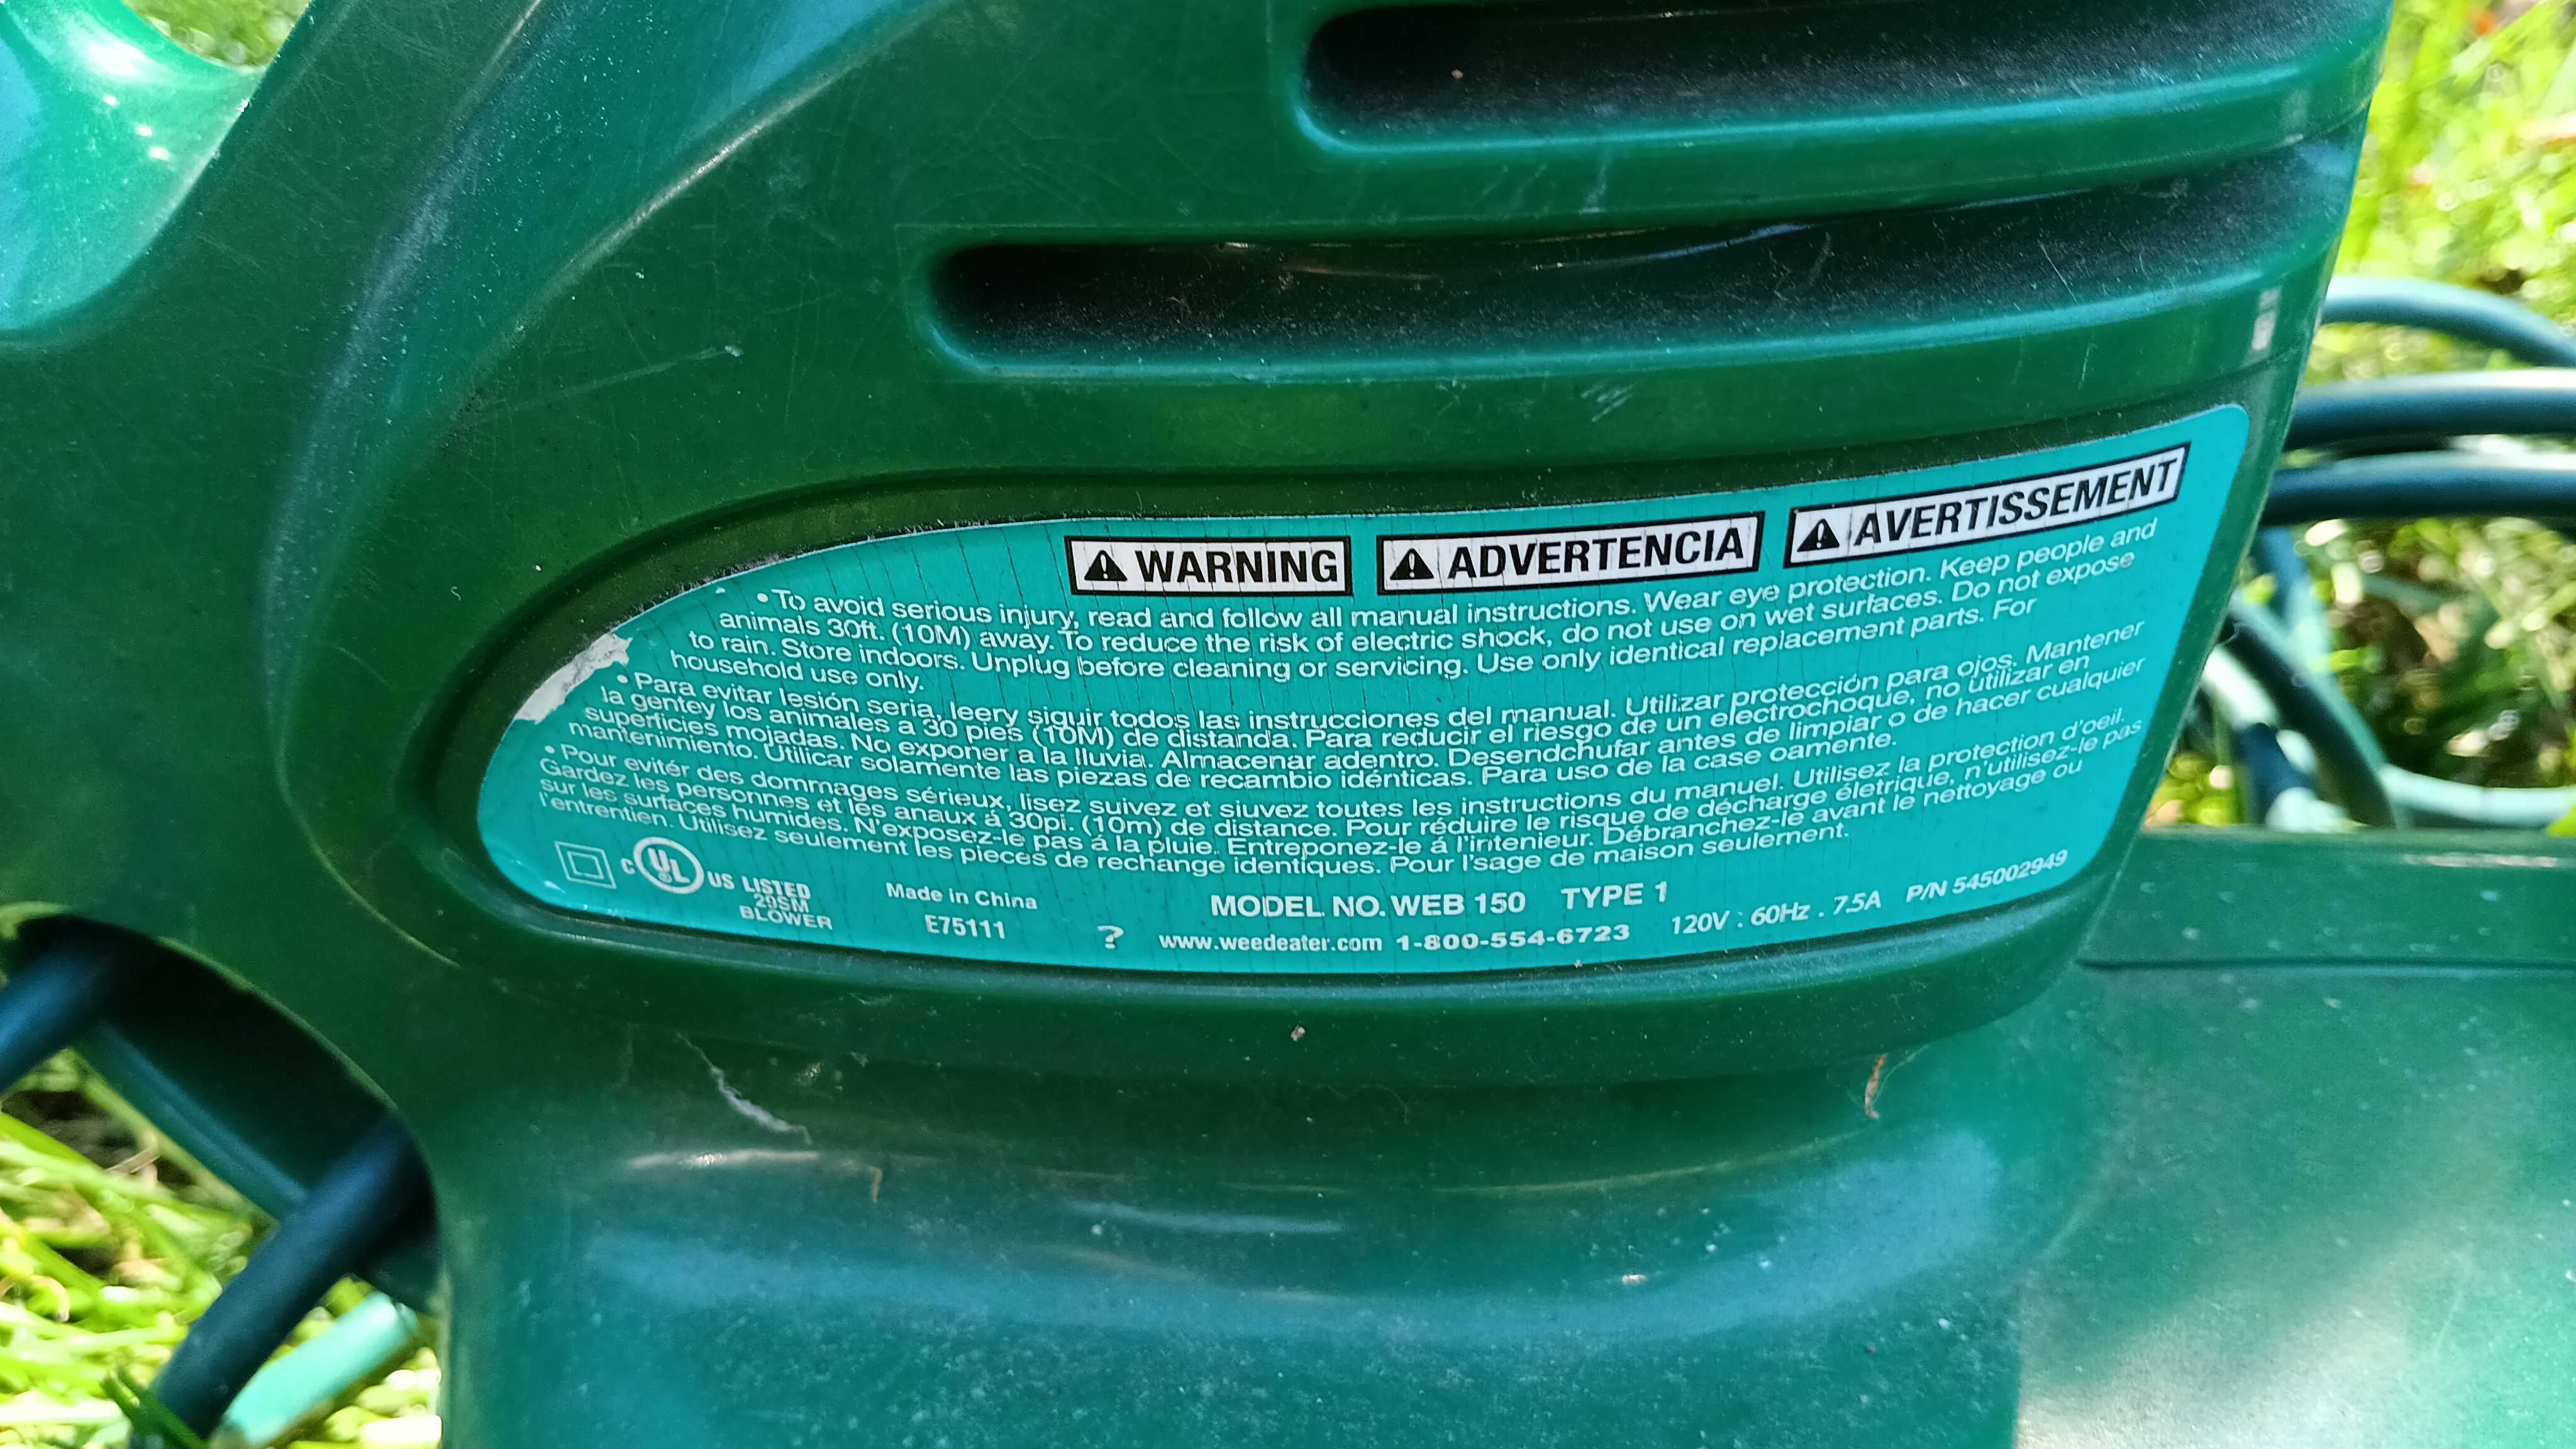 WARNING ADVERTENCIA AVERTISSEMENT
• To avoid serious injury, read and follow all manual instructions. Wear eye protection. Keep people and
animals 30ft. (10M) away. To reduce the risk of electric shock, do not use on wet surfaces. Do not expose
to rain. Store indoors. Unplug before cleaning or servicing. Use only identical replacement parts. For
household use only.
• Para evitar lesión seria, leery siguir todos las instrucciones del manual. Utilizar protección para ojos. Mantener
la gentey los animales a 30 pies (10M) de distanda. Para reducir el riesgo de un electrochoque, no utilizar en
superficies mojadas. No exponer a la lluvia. Almacenar adentro. Desendchufar antes de limpiar o de hacer cualquier
mantenimiento. Utilicar solamente las piezas de recambio idénticas. Para uso de la case oamente.
• Pour evitér des dommages sérieux, lisez suivez et siuvez toutes les instructions du manuel. Utilisez la protection d'oeil.
Gardez les personnes et les anaux á 30pi. (10m) de distance. Pour réduire le risque de décharge életrique, n'utilisez-le pas
sur les surfaces humides. N'exposez-le pas á la pluie. Entreponez-le á l'intenieur. Débranchez-le avant le nettoyage ou
l'entretien. Utilisez seulement les pieces de rechange identiques. Pour l'sage de maison seulement.
C UL ® US LISTED
29SM
BLOWER
Made in China
E75111
?
MODEL NO. WEB 150 TYPE 1
www.weedeater.com 1-800-554-6723
120V : 60Hz . 7.5A P/N 545002949